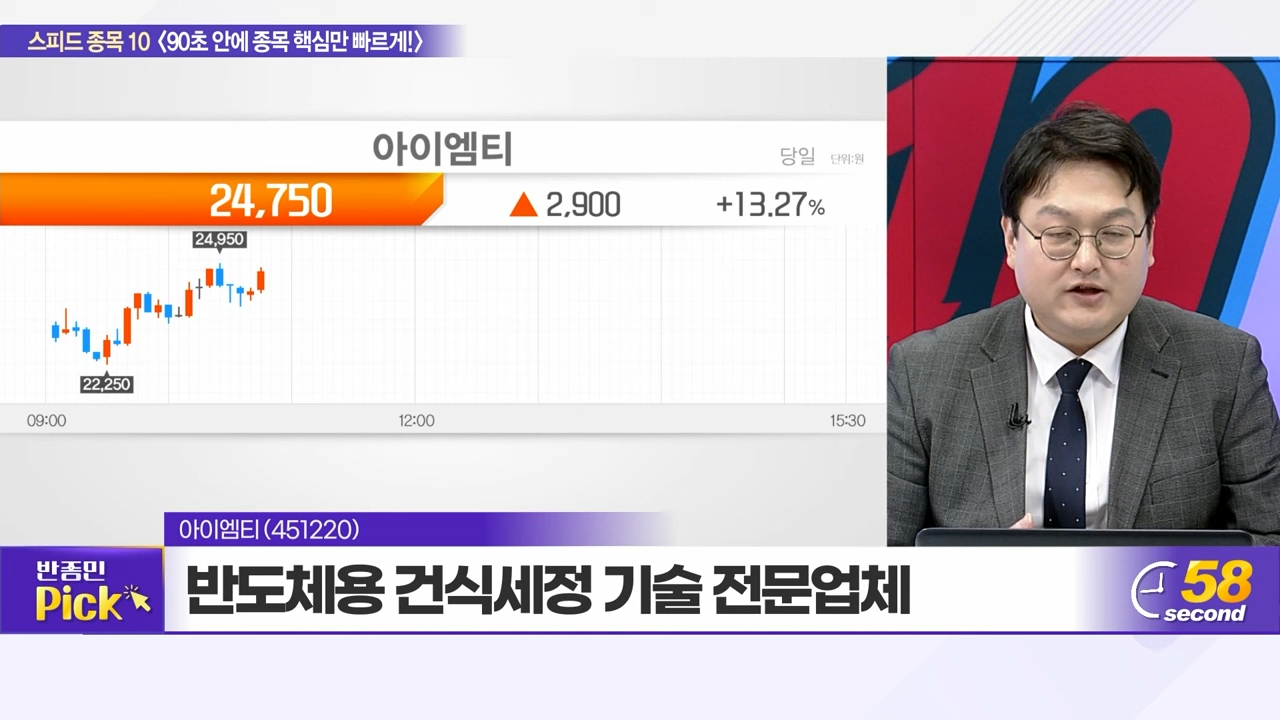 스피드 종목 10 〈90초 안에 종목 핵심만 빠르게!〉
아이엠티
당일 단위:원
24,750 ▲ 2,900 +13.27%
24,950
22,250
09:00 12:00 15:30
아이엠티(451220)
반종민
Pick
반도체용 건식세정 기술 전문업체
58
second